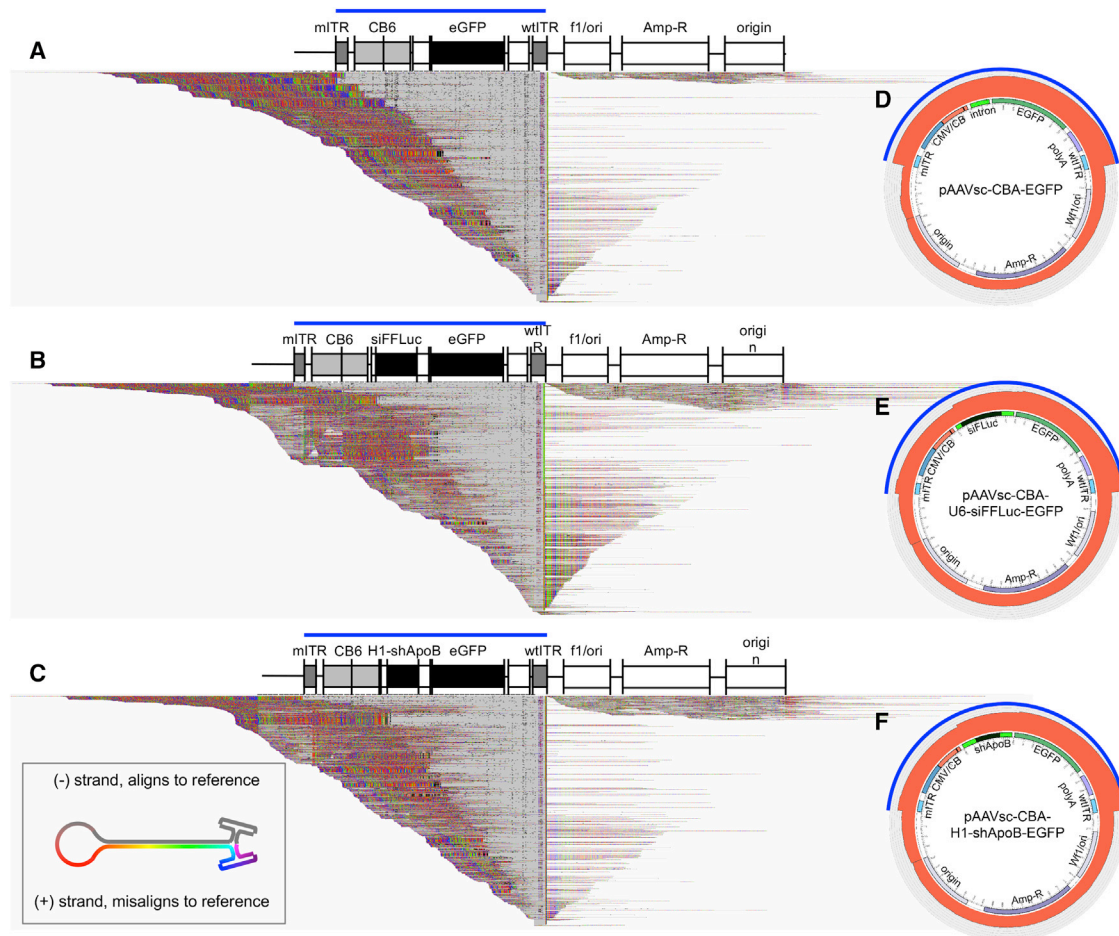 A
mITR CB6 eGFP wtITR f1/ori Amp-R origin
B
mITR CB6 siFFLuc eGFP wtIT
R f1/ori Amp-R origi
n
C
mITR CB6 H1-shApoB eGFP wtITR f1/ori Amp-R origi
n
(-) strand, aligns to reference
(+) strand, misaligns to reference
D
mITR CMV/CB intron EGFP polyA wtITR Wf1/ori Amp-R origin
pAAVsc-CBA-EGFP
E
mITR CMV/CB siFLuc EGFP polyA wtITR Wf1/ori Amp-R origin
pAAVsc-CBA-
U6-siFFLuc-EGFP
F
mITR CMV/CB shApoB EGFP polyA wtITR Wf1/ori Amp-R origin
pAAVsc-CBA-
H1-shApoB-EGFP